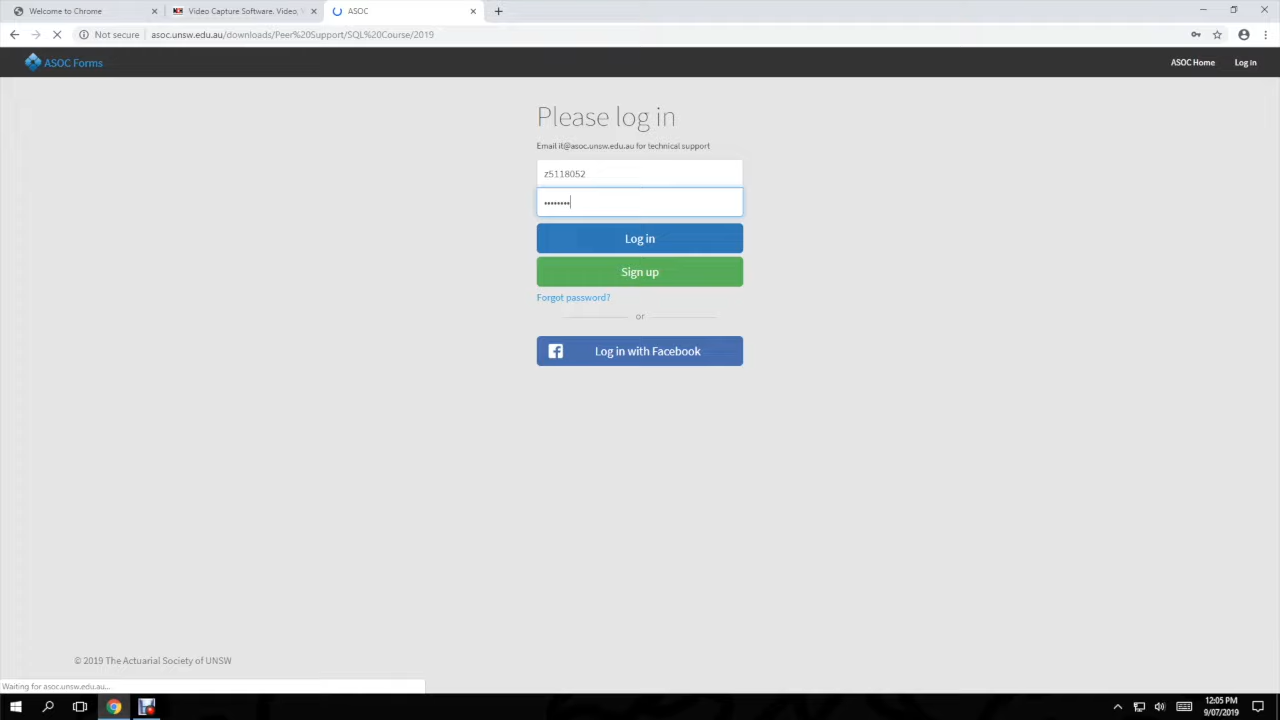 Welcome to Chrome
Video Capture Software. Video,
ASOC
Not secure | asoc.unsw.edu.au/downloads/Peer%20Support/SQL%20Course/2019
ASOC Forms
ASOC Home
Log in
Please log in
Email it@asoc.unsw.edu.au for technical support
z5118052
••••••••
Log in
Sign up
Forgot password?
or
Log in with Facebook
© 2019 The Actuarial Society of UNSW
Waiting for asoc.unsw.edu.au...
12:05 PM
9/07/2019